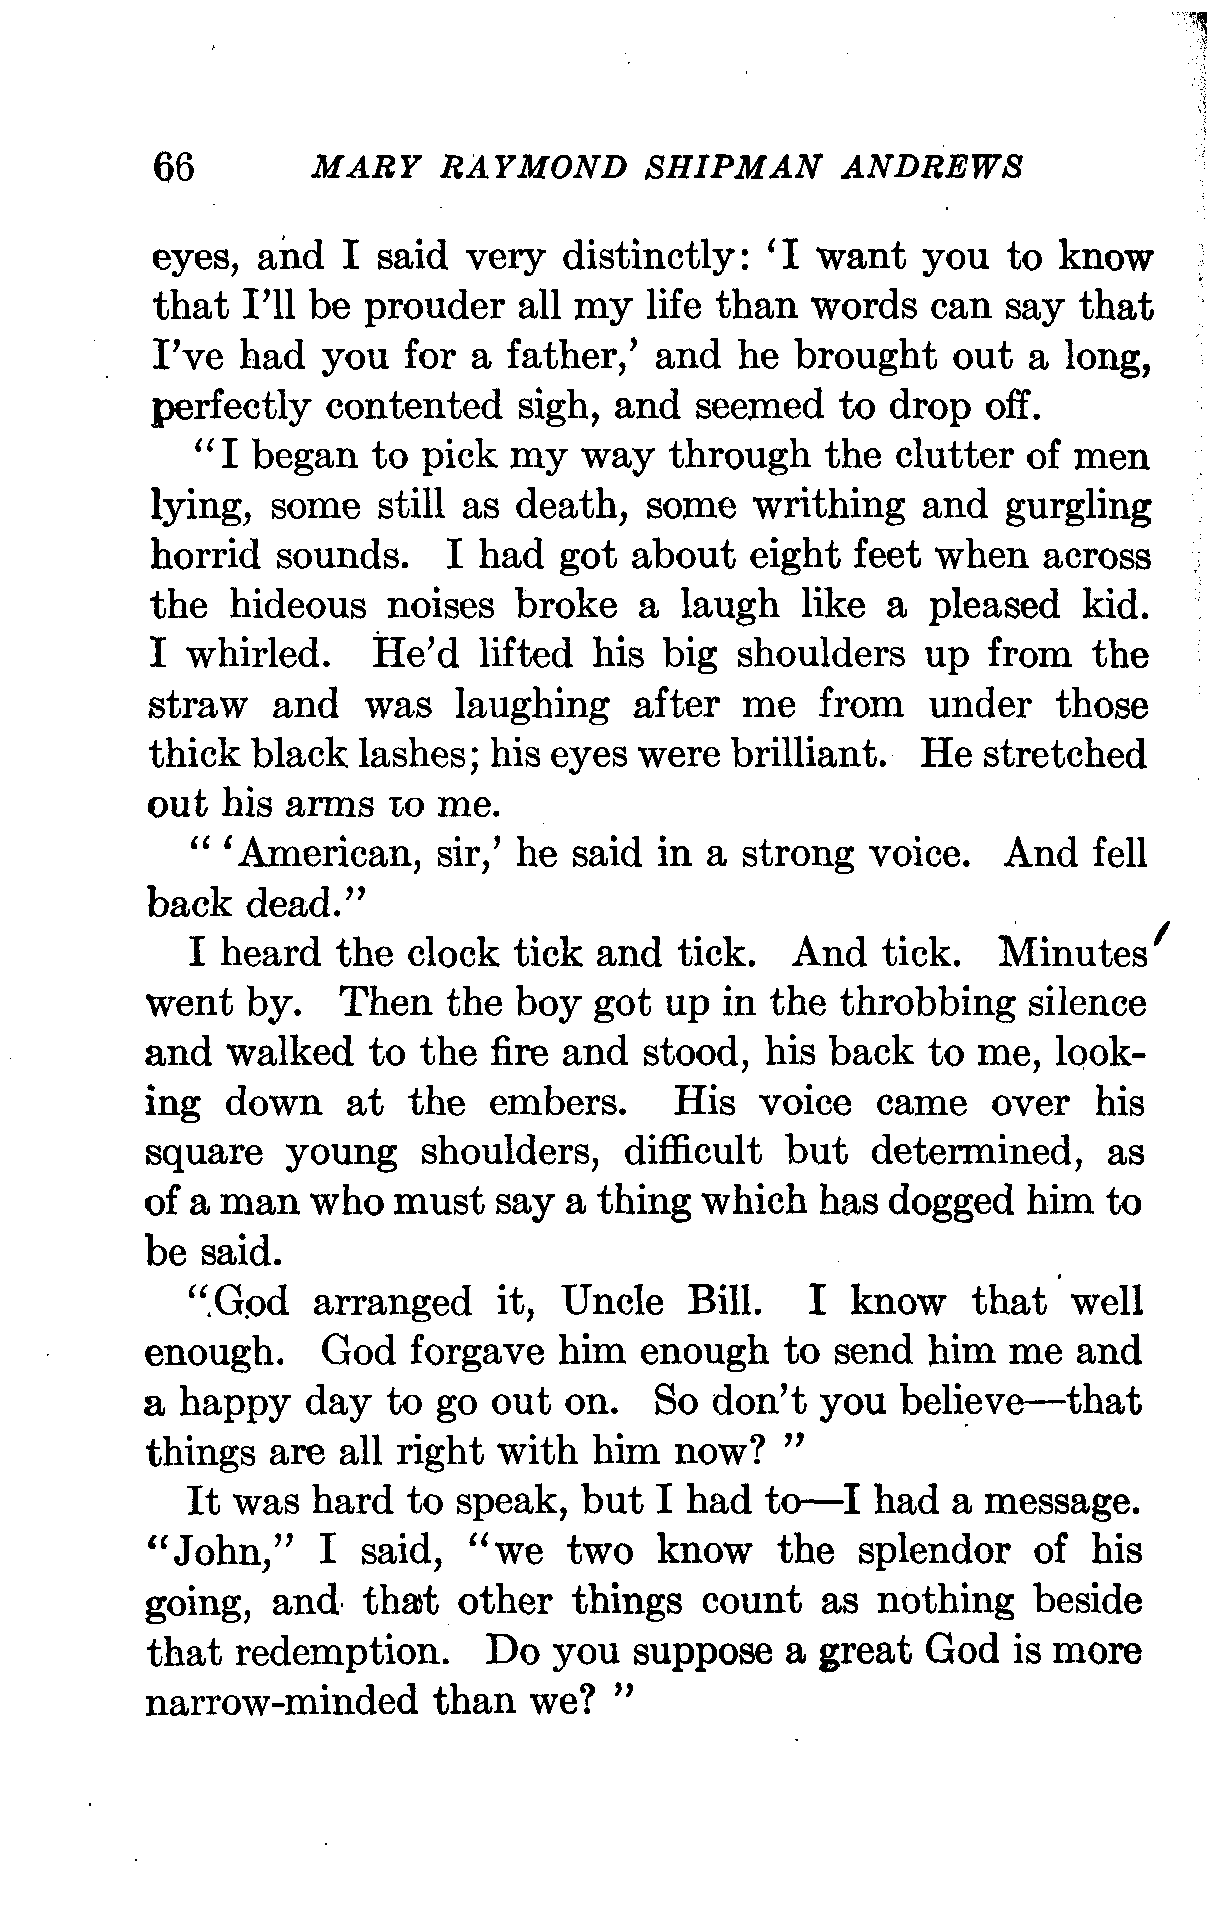 66 MARY RAYMOND SHIPMAN ANDREWS
eyes, and I said very distinctly: 'I want you to know
that I'll be prouder all my life than words can say that
I've had you for a father,' and he brought out a long,
perfectly contented sigh, and seemed to drop off.
"I began to pick my way through the clutter of men
lying, some still as death, some writhing and gurgling
horrid sounds. I had got about eight feet when across
the hideous noises broke a laugh like a pleased kid.
I whirled. He'd lifted his big shoulders up from the
straw and was laughing after me from under those
thick black lashes; his eyes were brilliant. He stretched
out his arms to me.
"'American, sir,' he said in a strong voice. And fell
back dead."
I heard the clock tick and tick. And tick. Minutes
went by. Then the boy got up in the throbbing silence
and walked to the fire and stood, his back to me, look-
ing down at the embers. His voice came over his
square young shoulders, difficult but determined, as
of a man who must say a thing which has dogged him to
be said.
"God arranged it, Uncle Bill. I know that well
enough. God forgave him enough to send him me and
a happy day to go out on. So don't you believe—that
things are all right with him now?"
It was hard to speak, but I had to—I had a message.
"John," I said, "we two know the splendor of his
going, and that other things count as nothing beside
that redemption. Do you suppose a great God is more
narrow-minded than we?"